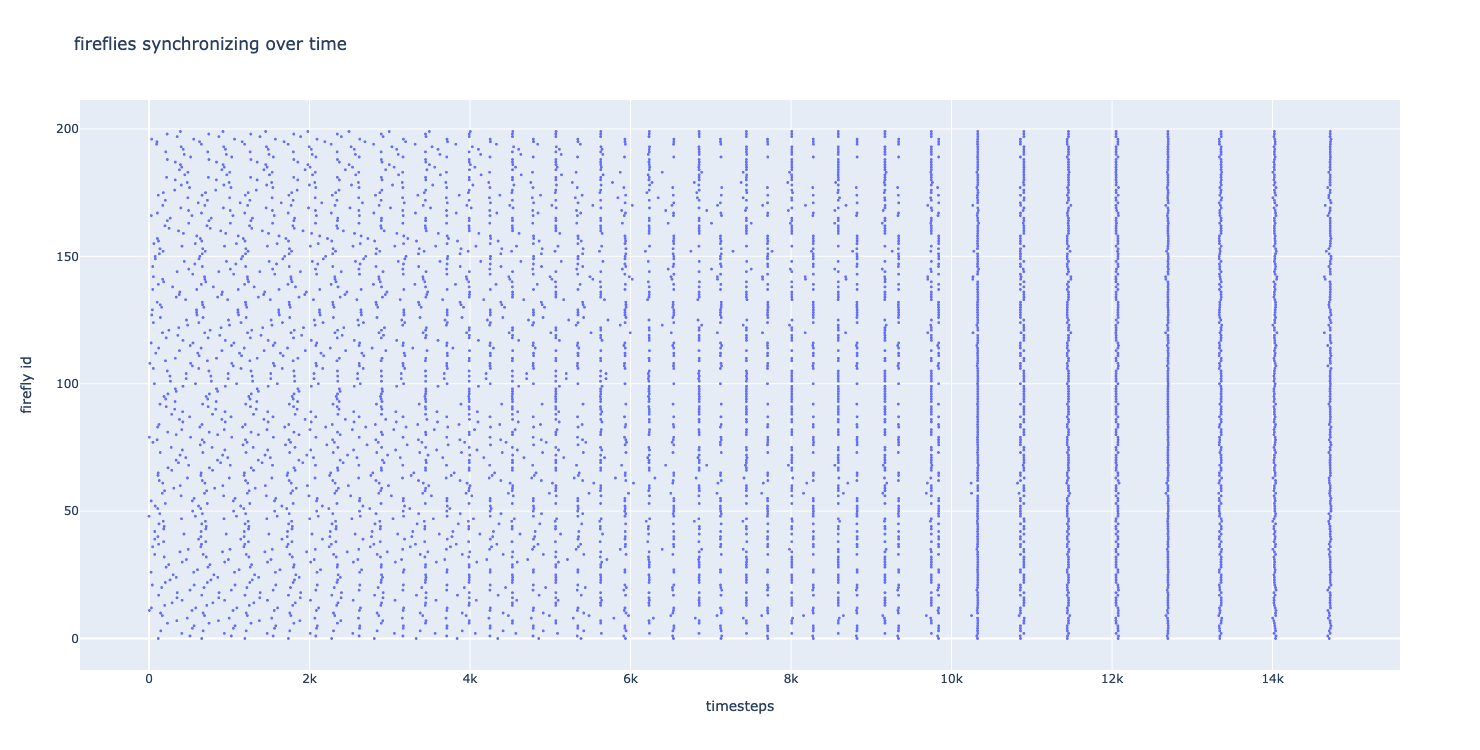 fireflies synchronizing over time
200
150
100
50
0
firefly id
0 2k 4k 6k 8k 10k 12k 14k
timesteps